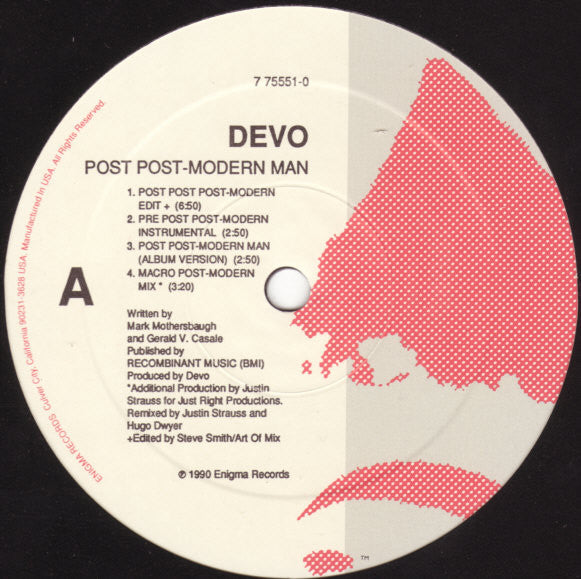 7 75551-0
DEVO
POST POST-MODERN MAN
A
1. POST POST POST-MODERN
EDIT + (6:50)
2. PRE POST POST-MODERN
INSTRUMENTAL (2:50)
3. POST POST-MODERN MAN
(ALBUM VERSION) (2:50)
4. MACRO POST-MODERN
MIX * (3:20)
Written by
Mark Mothersbaugh
and Gerald V. Casale
Published by
RECOMBINANT MUSIC (BMI)
Produced by Devo
*Additional Production by Justin
Strauss for Just Right Productions.
Remixed by Justin Strauss and
Hugo Dwyer
+Edited by Steve Smith/Art Of Mix
℗ 1990 Enigma Records
ENIGMA RECORDS Culver City, California 90231-3628 USA. Manufactured in USA. All Rights Reserved.
TM